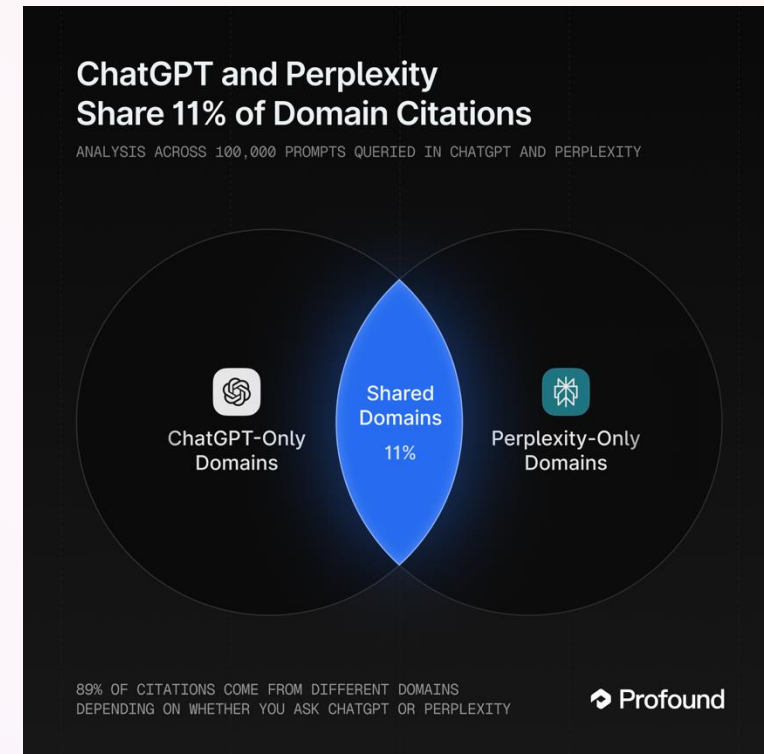 ChatGPT and Perplexity
Share 11% of Domain Citations
ANALYSIS ACROSS 100,000 PROMPTS QUERIED IN CHATGPT AND PERPLEXITY
ChatGPT-Only
Domains
Shared
Domains
11%
Perplexity-Only
Domains
89% OF CITATIONS COME FROM DIFFERENT DOMAINS
DEPENDING ON WHETHER YOU ASK CHATGPT OR PERPLEXITY
Profound